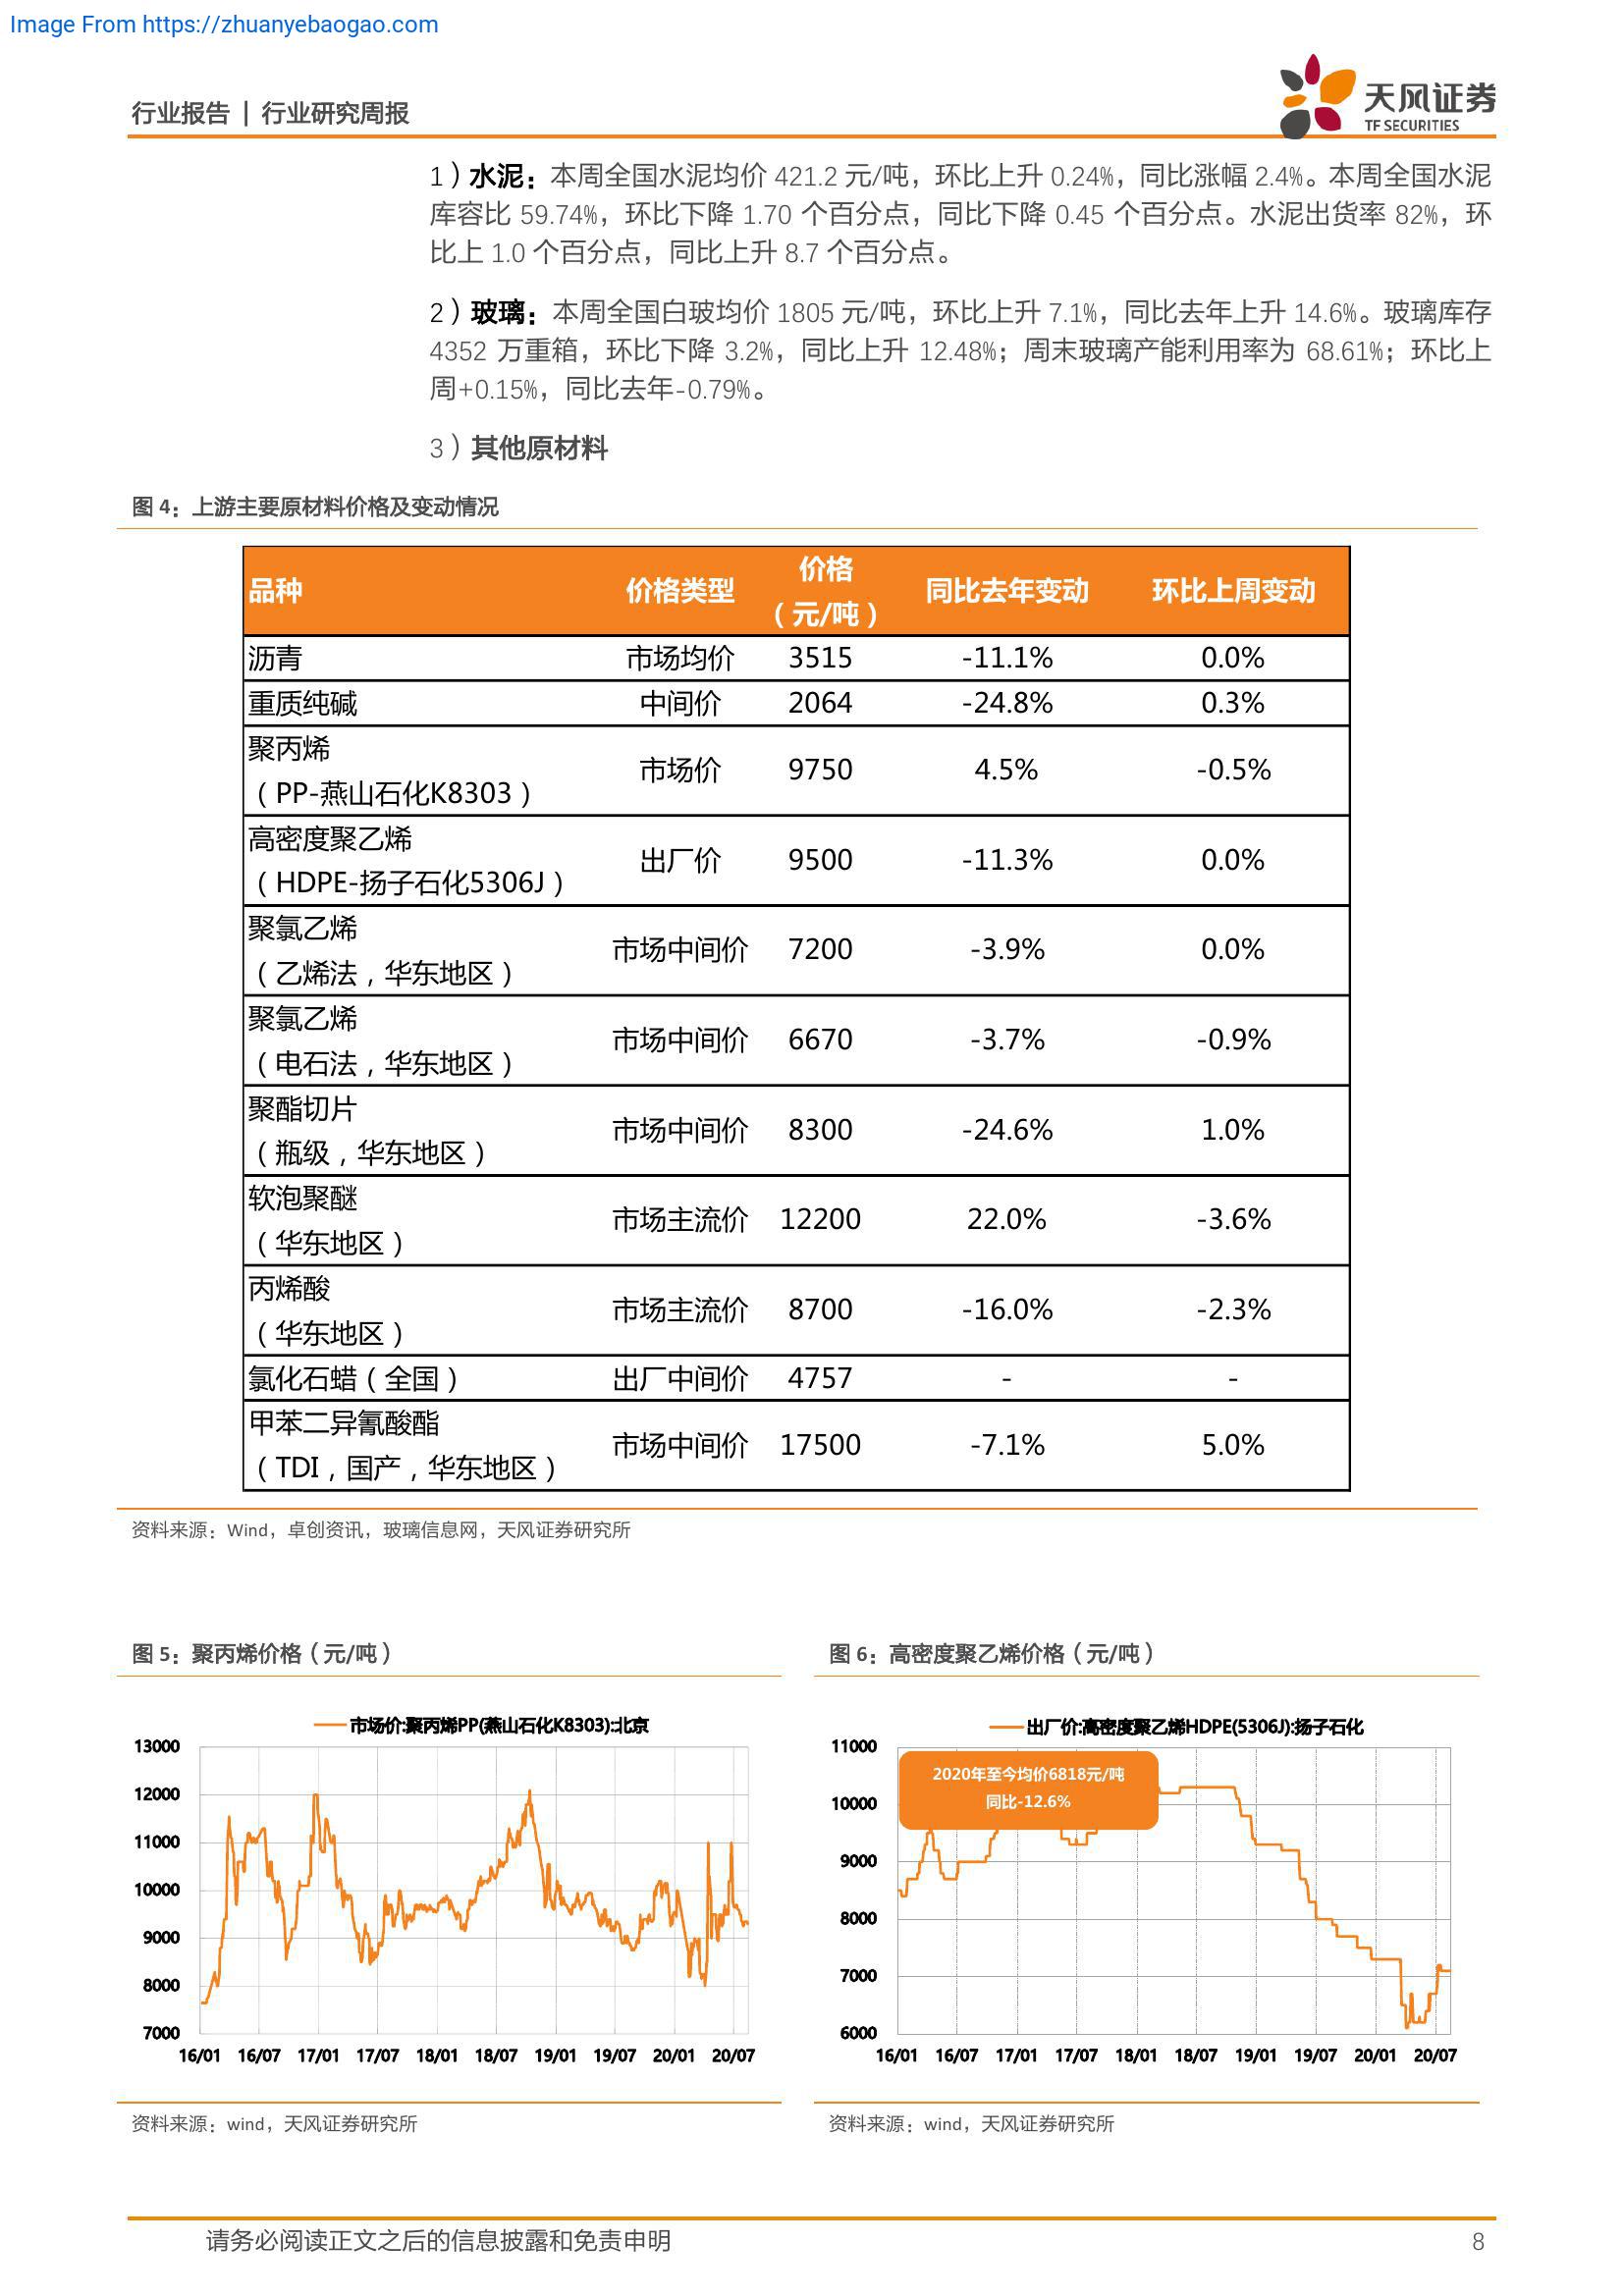 Image From https://zhuanyebaogao.com
行业报告 | 行业研究周报
天风证券
TF SECURITIES
1）水泥：本周全国水泥均价 421.2 元/吨，环比上升 0.24%，同比涨幅 2.4%。本周全国水泥
库容比 59.74%，环比下降 1.70 个百分点，同比下降 0.45 个百分点。水泥出货率 82%，环
比上 1.0 个百分点，同比上升 8.7 个百分点。
2）玻璃：本周全国白玻均价 1805 元/吨，环比上升 7.1%，同比去年上升 14.6%。玻璃库存
4352 万重箱，环比下降 3.2%，同比上升 12.48%；周末玻璃产能利用率为 68.61%；环比上
周+0.15%，同比去年-0.79%。
3）其他原材料
图 4：上游主要原材料价格及变动情况
品种 价格类型 价格（元/吨） 同比去年变动 环比上周变动
沥青 市场均价 3515 -11.1% 0.0%
重质纯碱 中间价 2064 -24.8% 0.3%
聚丙烯
（PP-燕山石化K8303） 市场价 9750 4.5% -0.5%
高密度聚乙烯
（HDPE-扬子石化5306J） 出厂价 9500 -11.3% 0.0%
聚氯乙烯
（乙烯法，华东地区） 市场中间价 7200 -3.9% 0.0%
聚氯乙烯
（电石法，华东地区） 市场中间价 6670 -3.7% -0.9%
聚酯切片
（瓶级，华东地区） 市场中间价 8300 -24.6% 1.0%
软泡聚醚
（华东地区） 市场主流价 12200 22.0% -3.6%
丙烯酸
（华东地区） 市场主流价 8700 -16.0% -2.3%
氯化石蜡（全国） 出厂中间价 4757 - -
甲苯二异氰酸酯
（TDI，国产，华东地区） 市场中间价 17500 -7.1% 5.0%
资料来源：Wind，卓创资讯，玻璃信息网，天风证券研究所
图 5：聚丙烯价格（元/吨）
市场价:聚丙烯PP(燕山石化K8303):北京
13000
12000
11000
10000
9000
8000
7000
16/01 16/07 17/01 17/07 18/01 18/07 19/01 19/07 20/01 20/07
资料来源：wind，天风证券研究所
图 6：高密度聚乙烯价格（元/吨）
出厂价:高密度聚乙烯HDPE(5306J):扬子石化
2020年至今均价6818元/吨
同比-12.6%
11000
10000
9000
8000
7000
6000
16/01 16/07 17/01 17/07 18/01 18/07 19/01 19/07 20/01 20/07
资料来源：wind，天风证券研究所
请务必阅读正文之后的信息披露和免责申明 8